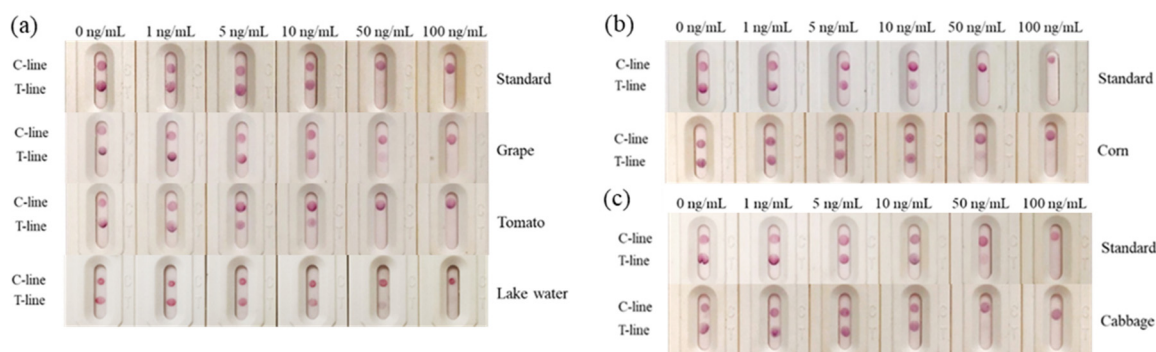 (a)
0 ng/mL 1 ng/mL 5 ng/mL 10 ng/mL 50 ng/mL 100 ng/mL
C-line
T-line
Standard
C-line
T-line
Grape
C-line
T-line
Tomato
C-line
T-line
Lake water
(b)
0 ng/mL 1 ng/mL 5 ng/mL 10 ng/mL 50 ng/mL 100 ng/mL
C-line
T-line
Standard
C-line
T-line
Corn
(c)
0 ng/mL 1 ng/mL 5 ng/mL 10 ng/mL 50 ng/mL 100 ng/mL
C-line
T-line
Standard
C-line
T-line
Cabbage